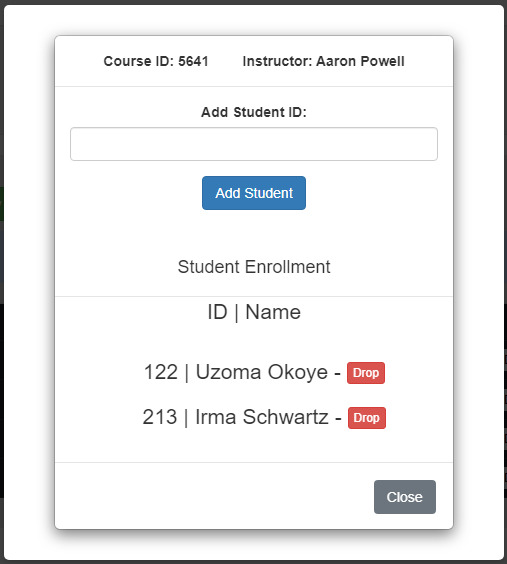 Course ID: 5641 Instructor: Aaron Powell
Add Student ID:
Add Student
Student Enrollment
ID | Name
122 | Uzoma Okoye - Drop
213 | Irma Schwartz - Drop
Close